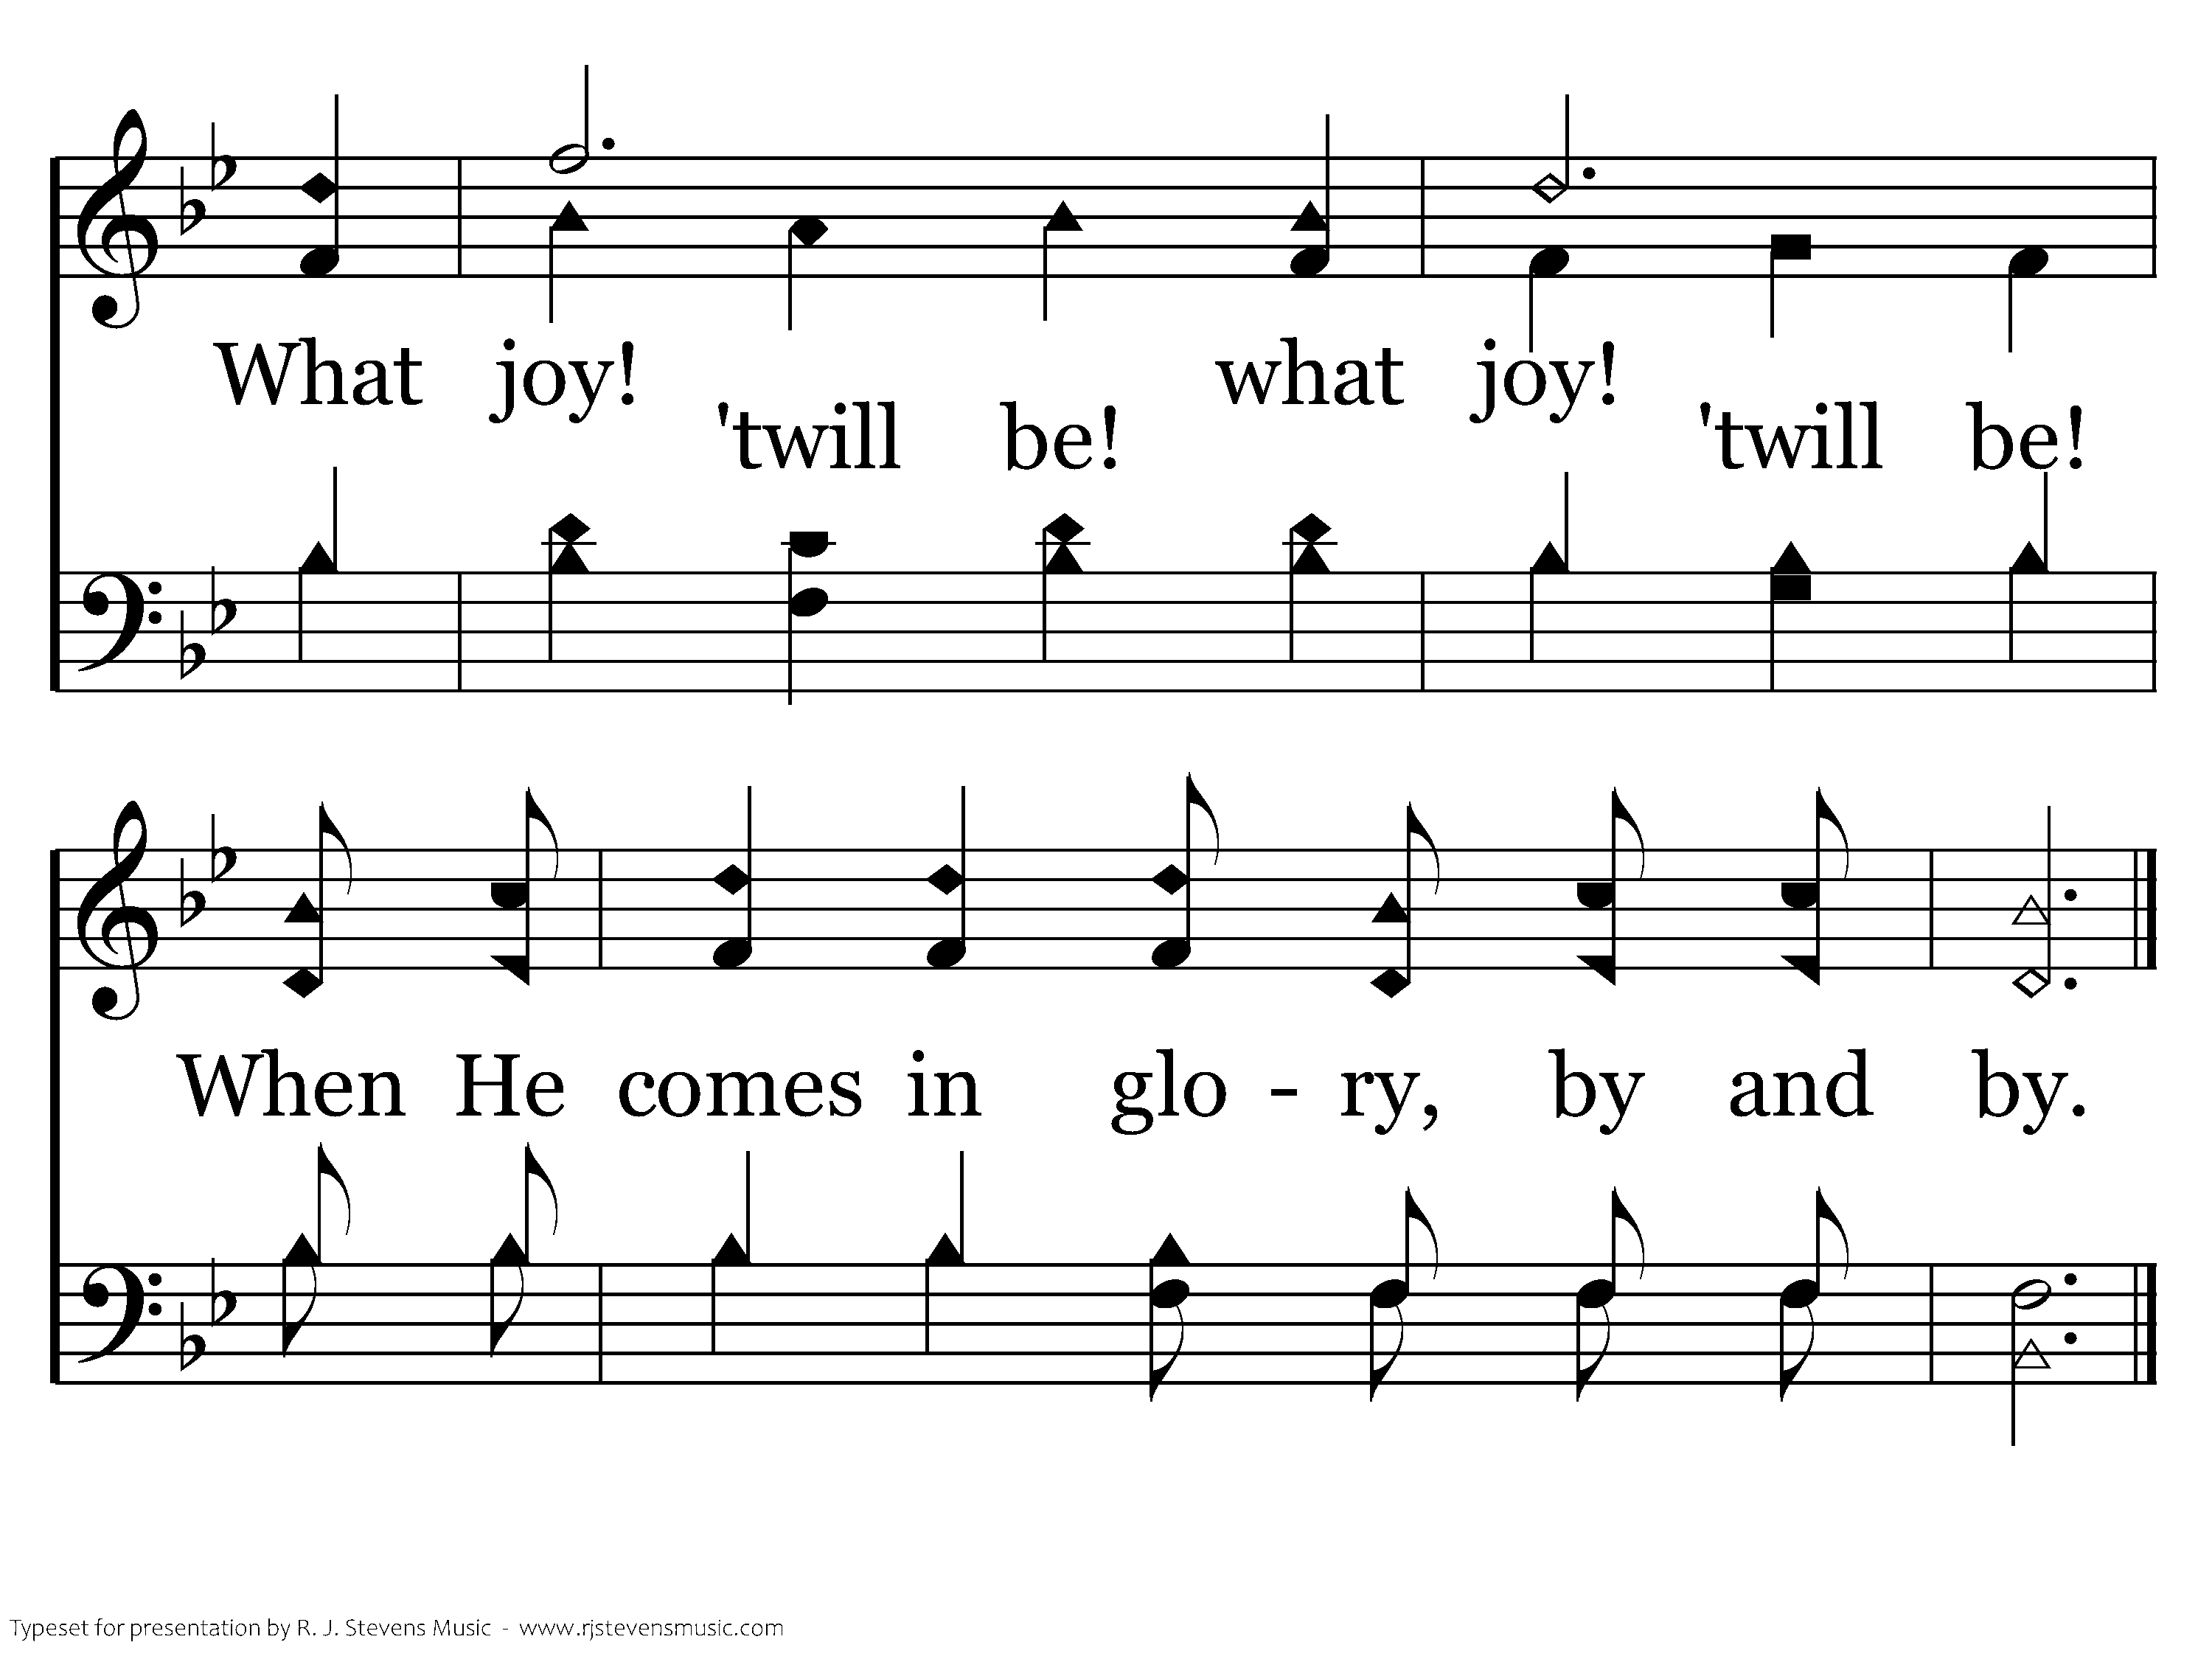 What joy! what joy!
'twill be! 'twill be!
When He comes in glo - ry, by and by.
Typeset for presentation by R. J. Stevens Music - www.rjstevensmusic.com